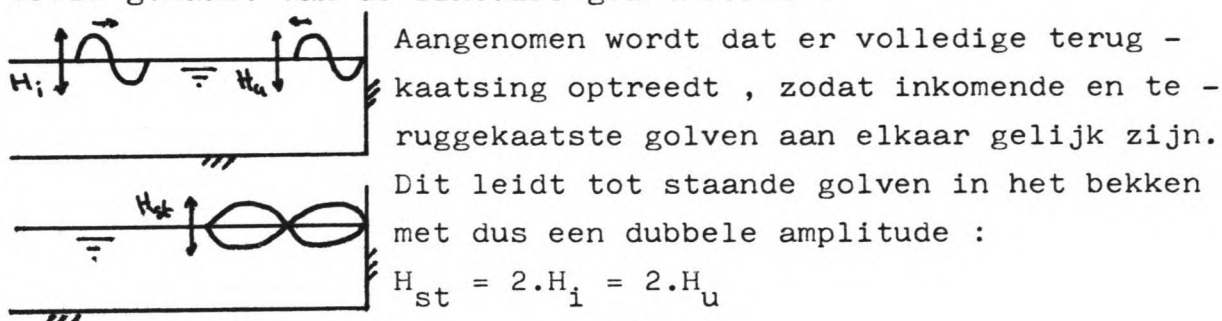 H_i
H_u
Aangenomen wordt dat er volledige terug -
kaatsing optreedt , zodat inkomende en te -
ruggekaatste golven aan elkaar gelijk zijn.
Dit leidt tot staande golven in het bekken
H_st
met dus een dubbele amplitude :
H_st = 2.H_i = 2.H_u